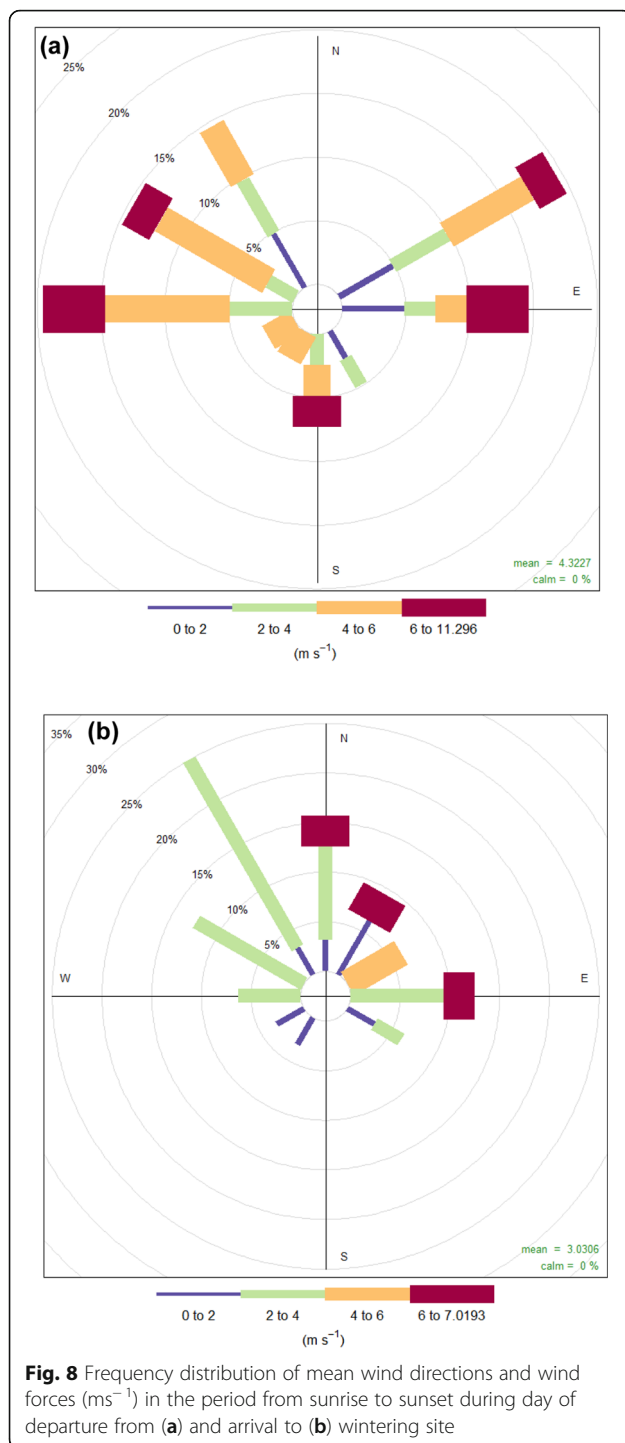 (a)
N
25%
20%
15%
10%
5%
E
S
mean = 4.3227
calm = 0 %
0 to 2 2 to 4 4 to 6 6 to 11.296
(m s⁻¹)
(b)
35%
N
30%
25%
20%
15%
10%
5%
W E
S
mean = 3.0306
calm = 0 %
0 to 2 2 to 4 4 to 6 6 to 7.0193
(m s⁻¹)
Fig. 8 Frequency distribution of mean wind directions and wind
forces (ms⁻ ¹) in the period from sunrise to sunset during day of
departure from (a) and arrival to (b) wintering site